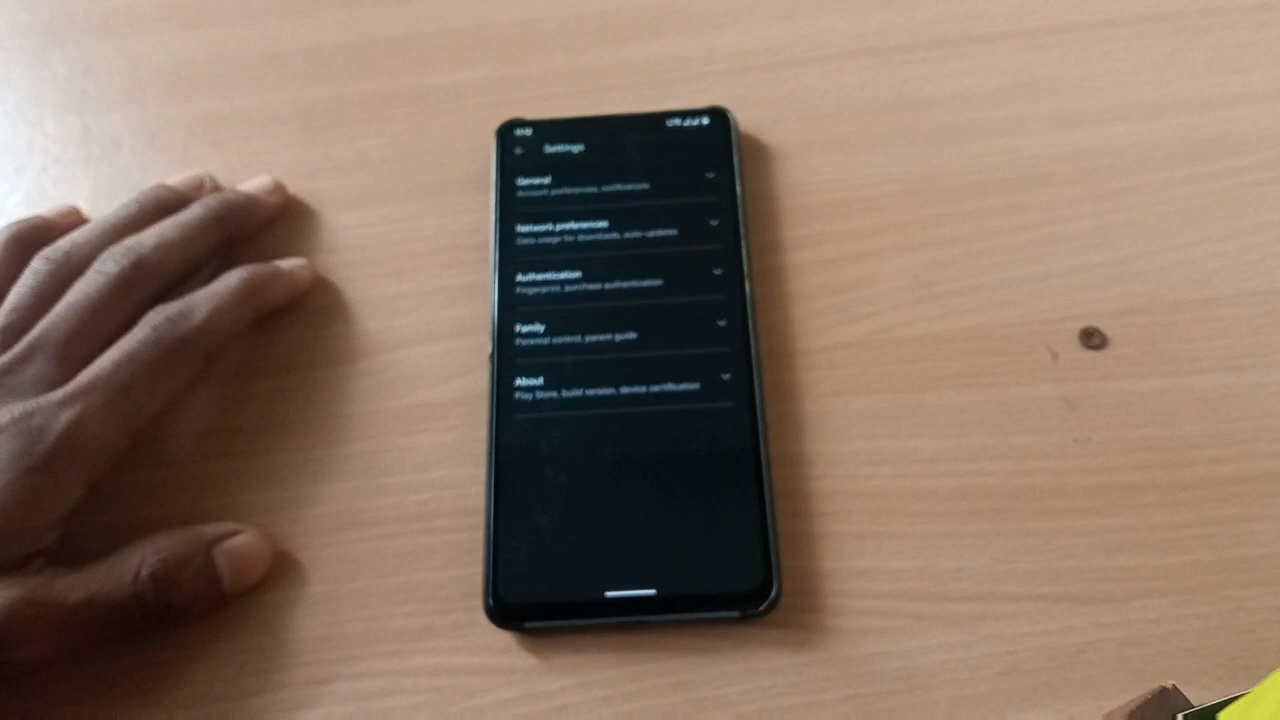 Settings
General
Account preferences, notifications
Network preferences
Data usage for downloads, auto-updates
Authentication
Fingerprint, purchase authentication
Family
Parental control, parent guide
About
Play Store, build version, device certification